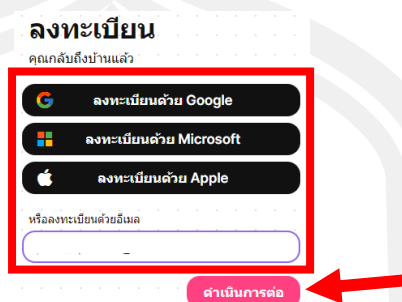 ลงทะเบียน
คุณกลับถึงบ้านแล้ว
ลงทะเบียนด้วย Google
ลงทะเบียนด้วย Microsoft
ลงทะเบียนด้วย Apple
หรือลงทะเบียนด้วยอีเมล
ดำเนินการต่อ